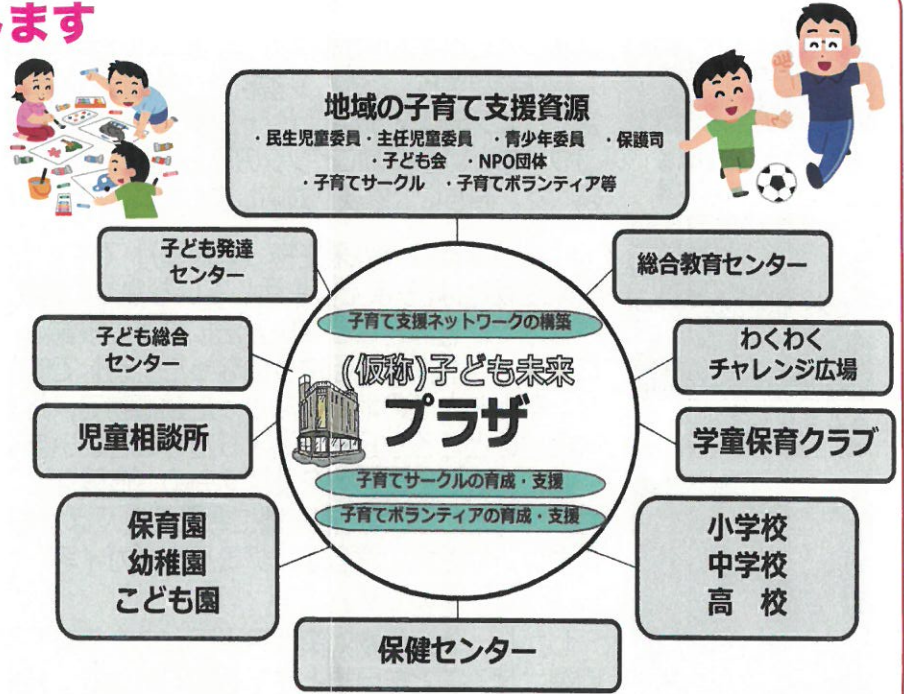 ます
地域の子育て支援資源
・民生児童委員・主任児童委員　・青少年委員　・保護司
・子ども会　・NPO団体
・子育てサークル　・子育てボランティア等
子ども発達
センター
総合教育センター
子育て支援ネットワークの構築
子ども総合
センター
わくわく
チャレンジ広場
(仮称)子ども未来
プラザ
児童相談所
学童保育クラブ
子育てサークルの育成・支援
子育てボランティアの育成・支援
保育園
幼稚園
こども園
小学校
中学校
高　校
保健センター